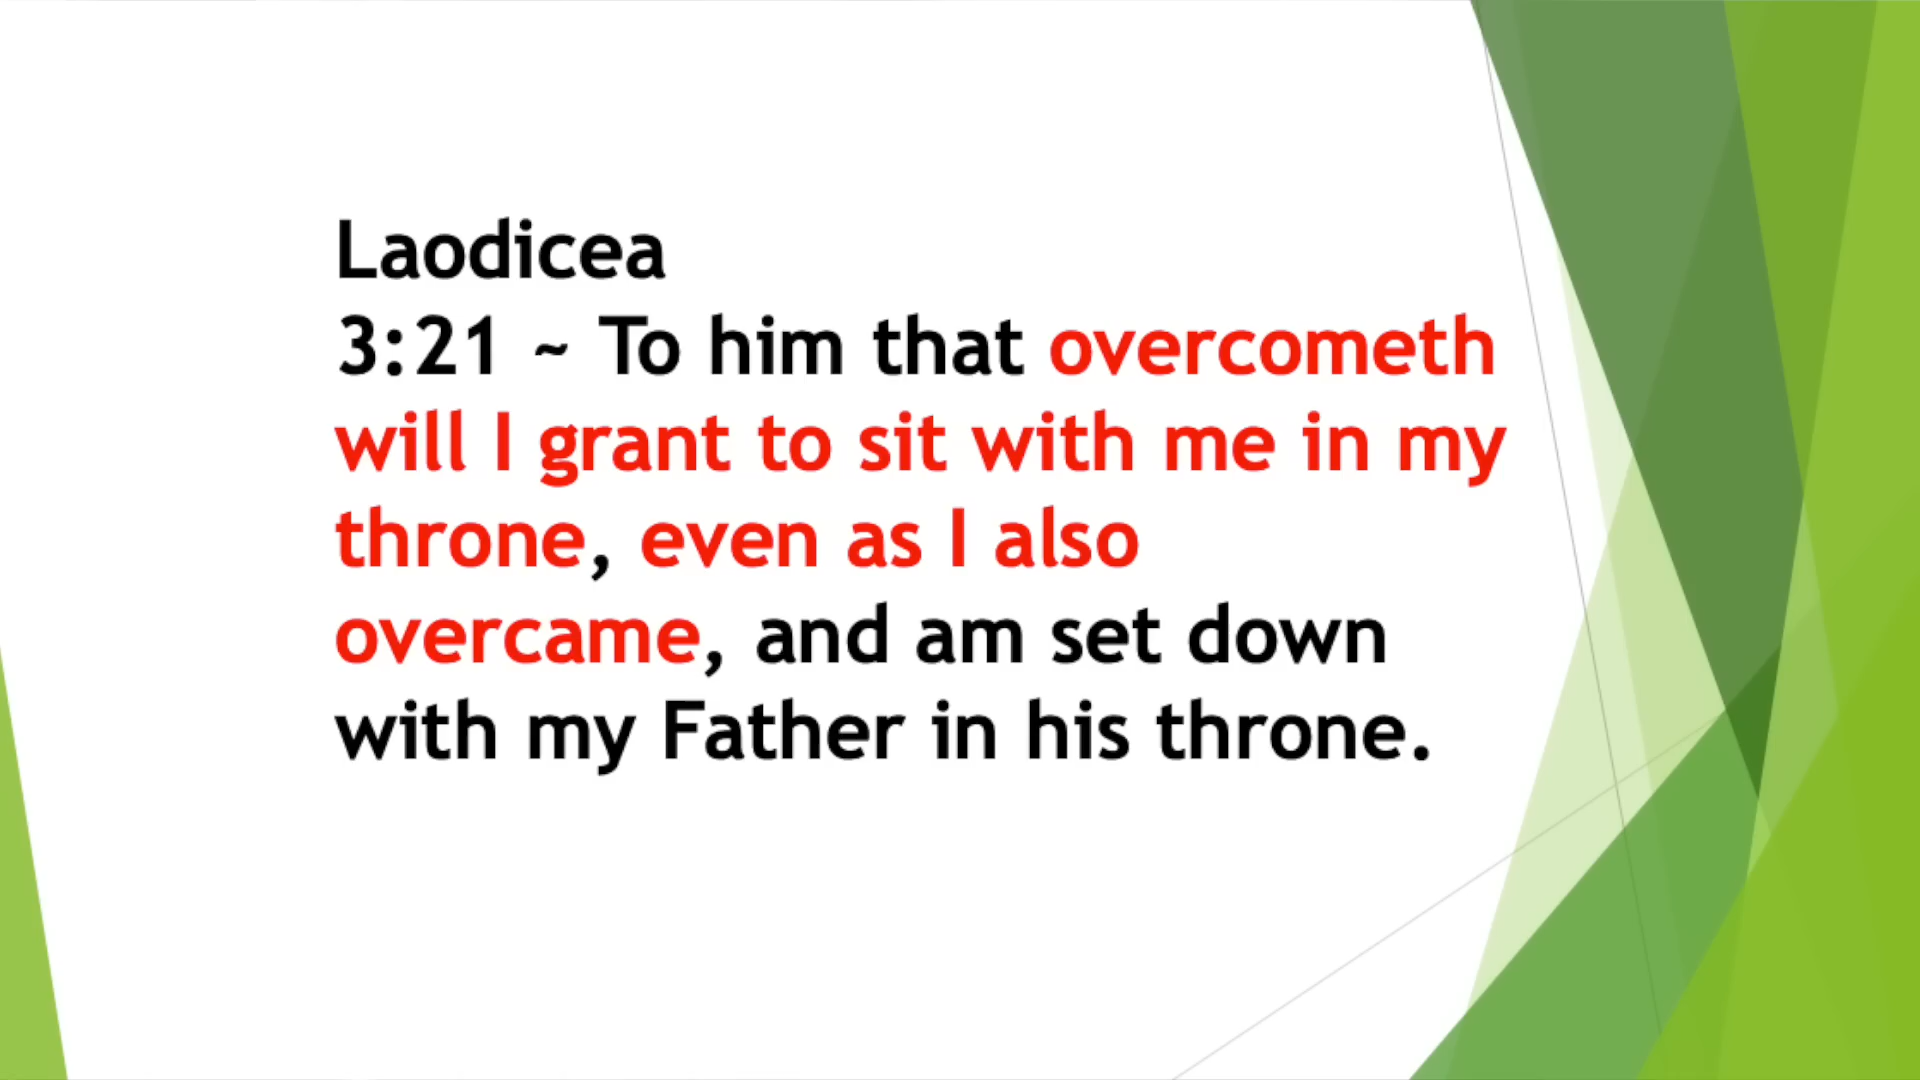 Laodicea
3:21 ~ To him that overcometh
will I grant to sit with me in my
throne, even as I also
overcame, and am set down
with my Father in his throne.